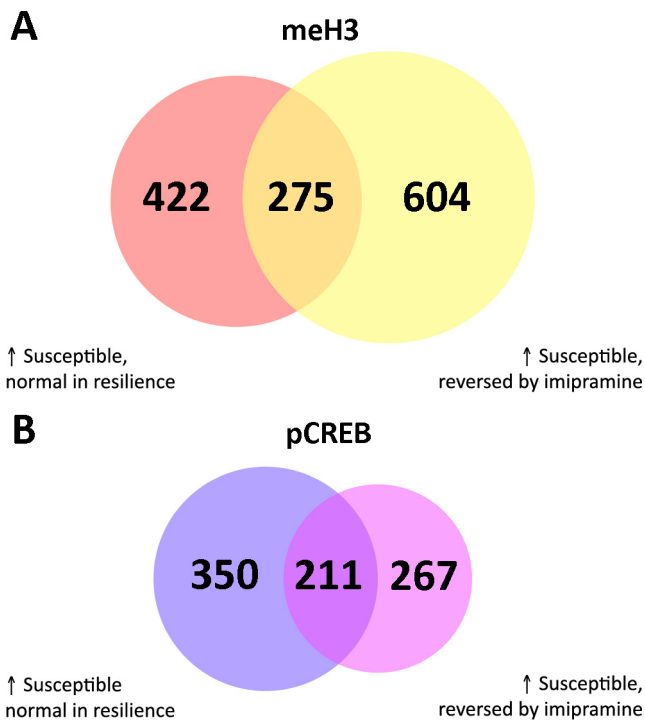 A
meH3
422 275 604
↑ Susceptible,
normal in resilience
↑ Susceptible,
reversed by imipramine
B
pCREB
350 211 267
↑ Susceptible
normal in resilience
↑ Susceptible,
reversed by imipramine